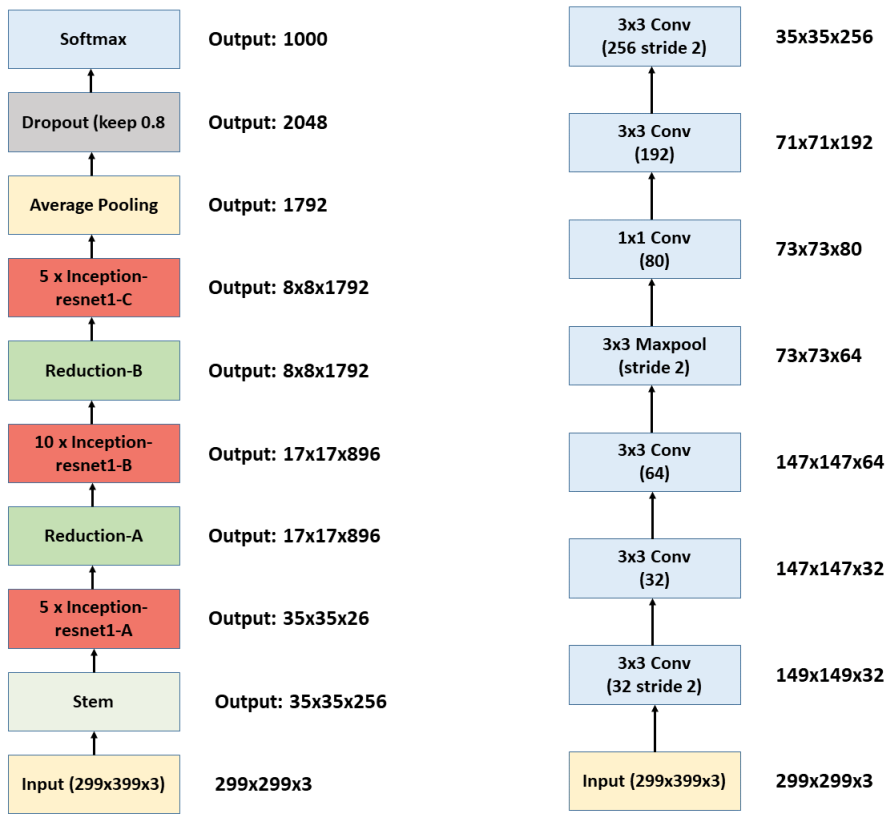 Softmax
Output: 1000
Dropout (keep 0.8
Output: 2048
Average Pooling
Output: 1792
5 x Inception-
resnet1-C
Output: 8x8x1792
Reduction-B
Output: 8x8x1792
10 x Inception-
resnet1-B
Output: 17x17x896
Reduction-A
Output: 17x17x896
5 x Inception-
resnet1-A
Output: 35x35x26
Stem
Output: 35x35x256
Input (299x399x3)
299x299x3
3x3 Conv
(256 stride 2)
35x35x256
3x3 Conv
(192)
71x71x192
1x1 Conv
(80)
73x73x80
3x3 Maxpool
(stride 2)
73x73x64
3x3 Conv
(64)
147x147x64
3x3 Conv
(32)
147x147x32
3x3 Conv
(32 stride 2)
149x149x32
Input (299x399x3)
299x299x3